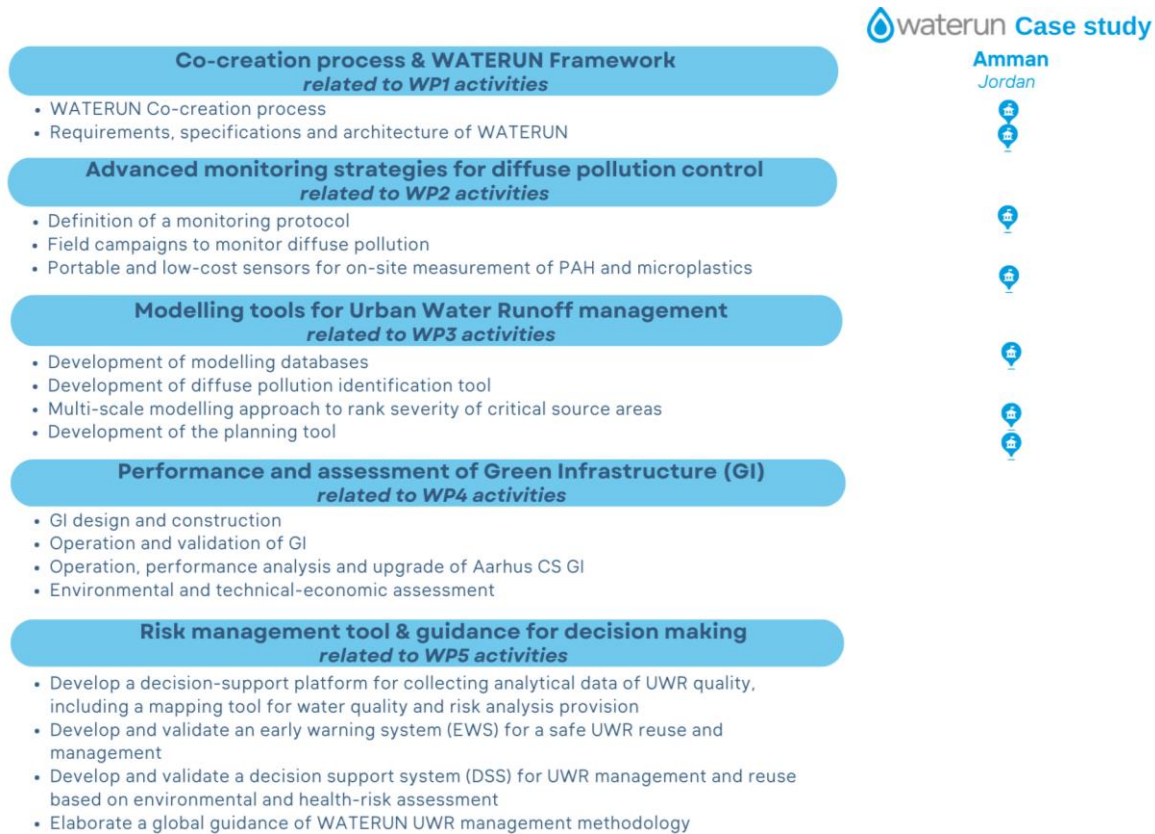 waterun Case study
Amman
Jordan
Co-creation process & WATERUN Framework
related to WP1 activities
• WATERUN Co-creation process
• Requirements, specifications and architecture of WATERUN
Advanced monitoring strategies for diffuse pollution control
related to WP2 activities
• Definition of a monitoring protocol
• Field campaigns to monitor diffuse pollution
• Portable and low-cost sensors for on-site measurement of PAH and microplastics
Modelling tools for Urban Water Runoff management
related to WP3 activities
• Development of modelling databases
• Development of diffuse pollution identification tool
• Multi-scale modelling approach to rank severity of critical source areas
• Development of the planning tool
Performance and assessment of Green Infrastructure (GI)
related to WP4 activities
• GI design and construction
• Operation and validation of GI
• Operation, performance analysis and upgrade of Aarhus CS GI
• Environmental and technical-economic assessment
Risk management tool & guidance for decision making
related to WP5 activities
• Develop a decision-support platform for collecting analytical data of UWR quality,
including a mapping tool for water quality and risk analysis provision
• Develop and validate an early warning system (EWS) for a safe UWR reuse and
management
• Develop and validate a decision support system (DSS) for UWR management and reuse
based on environmental and health-risk assessment
• Elaborate a global guidance of WATERUN UWR management methodology